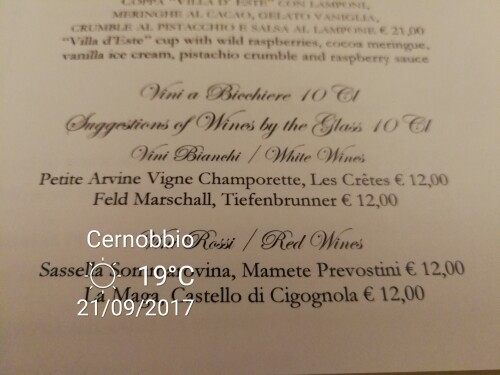 COPPA "VILLA D'ESTE" CON LAMPONI,
MERINGHE AL CACAO, GELATO VANIGLIA,
CRUMBLE AL PISTACCHIO E SALSA AL LAMPONE € 21,00
"Villa d'Este" cup with wild raspberries, cocoa meringue,
vanilla ice cream, pistachio crumble and raspberry sauce
Vini a Bicchiere 10 Cl
Suggestions of Wines by the Glass 10 Cl
Vini Bianchi / White Wines
Petite Arvine Vigne Champorette, Les Crêtes € 12,00
Feld Marschall, Tiefenbrunner € 12,00
Cernobbio
Rossi / Red Wines
19°C
Sassella Sommarovina, Mamete Prevostini € 12,00
La Maga, Castello di Cigognola € 12,00
21/09/2017